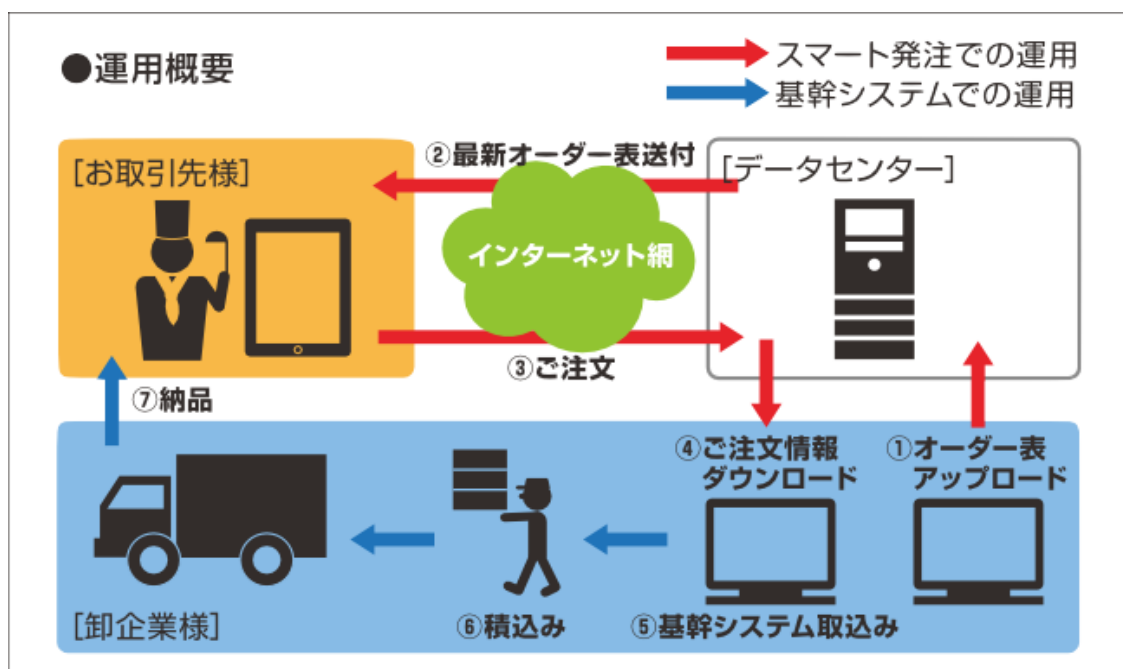 ●運用概要
スマート発注での運用
基幹システムでの運用
[お取引先様]
②最新オーダー表送付
[データセンター]
インターネット網
③ご注文
⑦納品
④ご注文情報
ダウンロード
①オーダー表
アップロード
[卸企業様]
⑥積込み
⑤基幹システム取込み